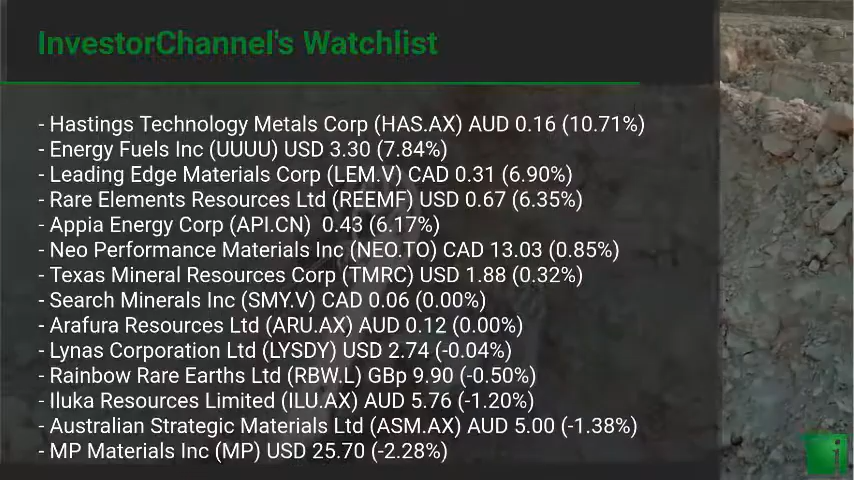 InvestorChannel's Watchlist
- Hastings Technology Metals Corp (HAS.AX) AUD 0.16 (10.71%)
- Energy Fuels Inc (UUUU) USD 3.30 (7.84%)
- Leading Edge Materials Corp (LEM.V) CAD 0.31 (6.90%)
- Rare Elements Resources Ltd (REEMF) USD 0.67 (6.35%)
- Appia Energy Corp (API.CN)  0.43 (6.17%)
- Neo Performance Materials Inc (NEO.TO) CAD 13.03 (0.85%)
- Texas Mineral Resources Corp (TMRC) USD 1.88 (0.32%)
- Search Minerals Inc (SMY.V) CAD 0.06 (0.00%)
- Arafura Resources Ltd (ARU.AX) AUD 0.12 (0.00%)
- Lynas Corporation Ltd (LYSDY) USD 2.74 (-0.04%)
- Rainbow Rare Earths Ltd (RBW.L) GBp 9.90 (-0.50%)
- Iluka Resources Limited (ILU.AX) AUD 5.76 (-1.20%)
- Australian Strategic Materials Ltd (ASM.AX) AUD 5.00 (-1.38%)
- MP Materials Inc (MP) USD 25.70 (-2.28%)
i